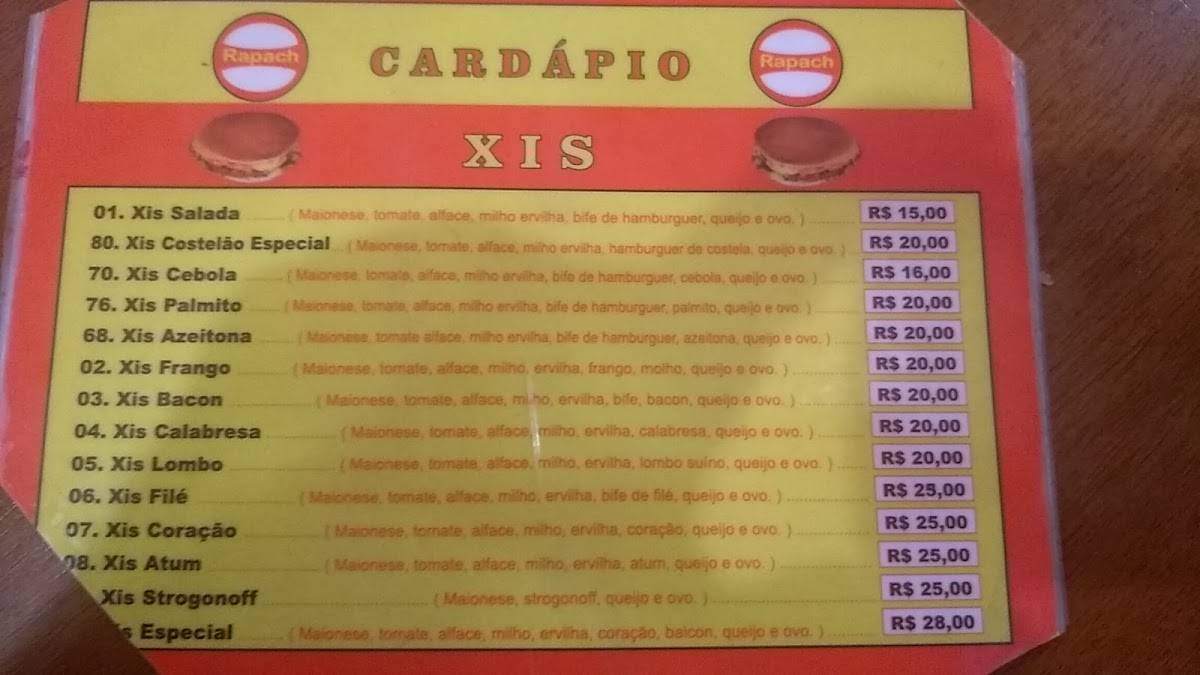 Rapach CARDÁPIO Rapach
XIS
01. Xis Salada ( Maionese, tomate, alface, milho ervilha, bife de hamburguer, queijo e ovo. ) R$ 15,00
80. Xis Costelão Especial ( Maionese, tomate, alface, milho ervilha, hamburguer de costela, queijo e ovo. ) R$ 20,00
70. Xis Cebola ( Maionese, tomate, alface, milho ervilha, bife de hamburguer, cebola, queijo e ovo. ) R$ 16,00
76. Xis Palmito ( Maionese, tomate, alface, milho ervilha, bife de hamburguer, palmito, queijo e ovo. ) R$ 20,00
68. Xis Azeitona ( Maionese, tomate alface, milho ervilha, bife de hamburguer, azeitona, queijo e ovo. ) R$ 20,00
02. Xis Frango ( Maionese, tomate, alface, milho, ervilha, frango, molho, queijo e ovo. ) R$ 20,00
03. Xis Bacon ( Maionese, tomate, alface, milho, ervilha, bife, bacon, queijo e ovo. ) R$ 20,00
04. Xis Calabresa ( Maionese, tomate, alface, milho, ervilha, calabresa, queijo e ovo. ) R$ 20,00
05. Xis Lombo ( Maionese, tomate, alface, milho, ervilha, lombo suíno, queijo e ovo. ) R$ 20,00
06. Xis Filé ( Maionese, tomate, alface, milho, ervilha, bife de filé, queijo e ovo. ) R$ 25,00
07. Xis Coração ( Maionese, tomate, alface, milho, ervilha, coração, queijo e ovo. ) R$ 25,00
08. Xis Atum ( Maionese, tomate, alface, milho, ervilha, atum, queijo e ovo. ) R$ 25,00
Xis Strogonoff ( Maionese, strogonoff, queijo e ovo. ) R$ 25,00
Especial ( Maionese, tomate, alface, milho, ervilha, coração, baicon, queijo e ovo. ) R$ 28,00